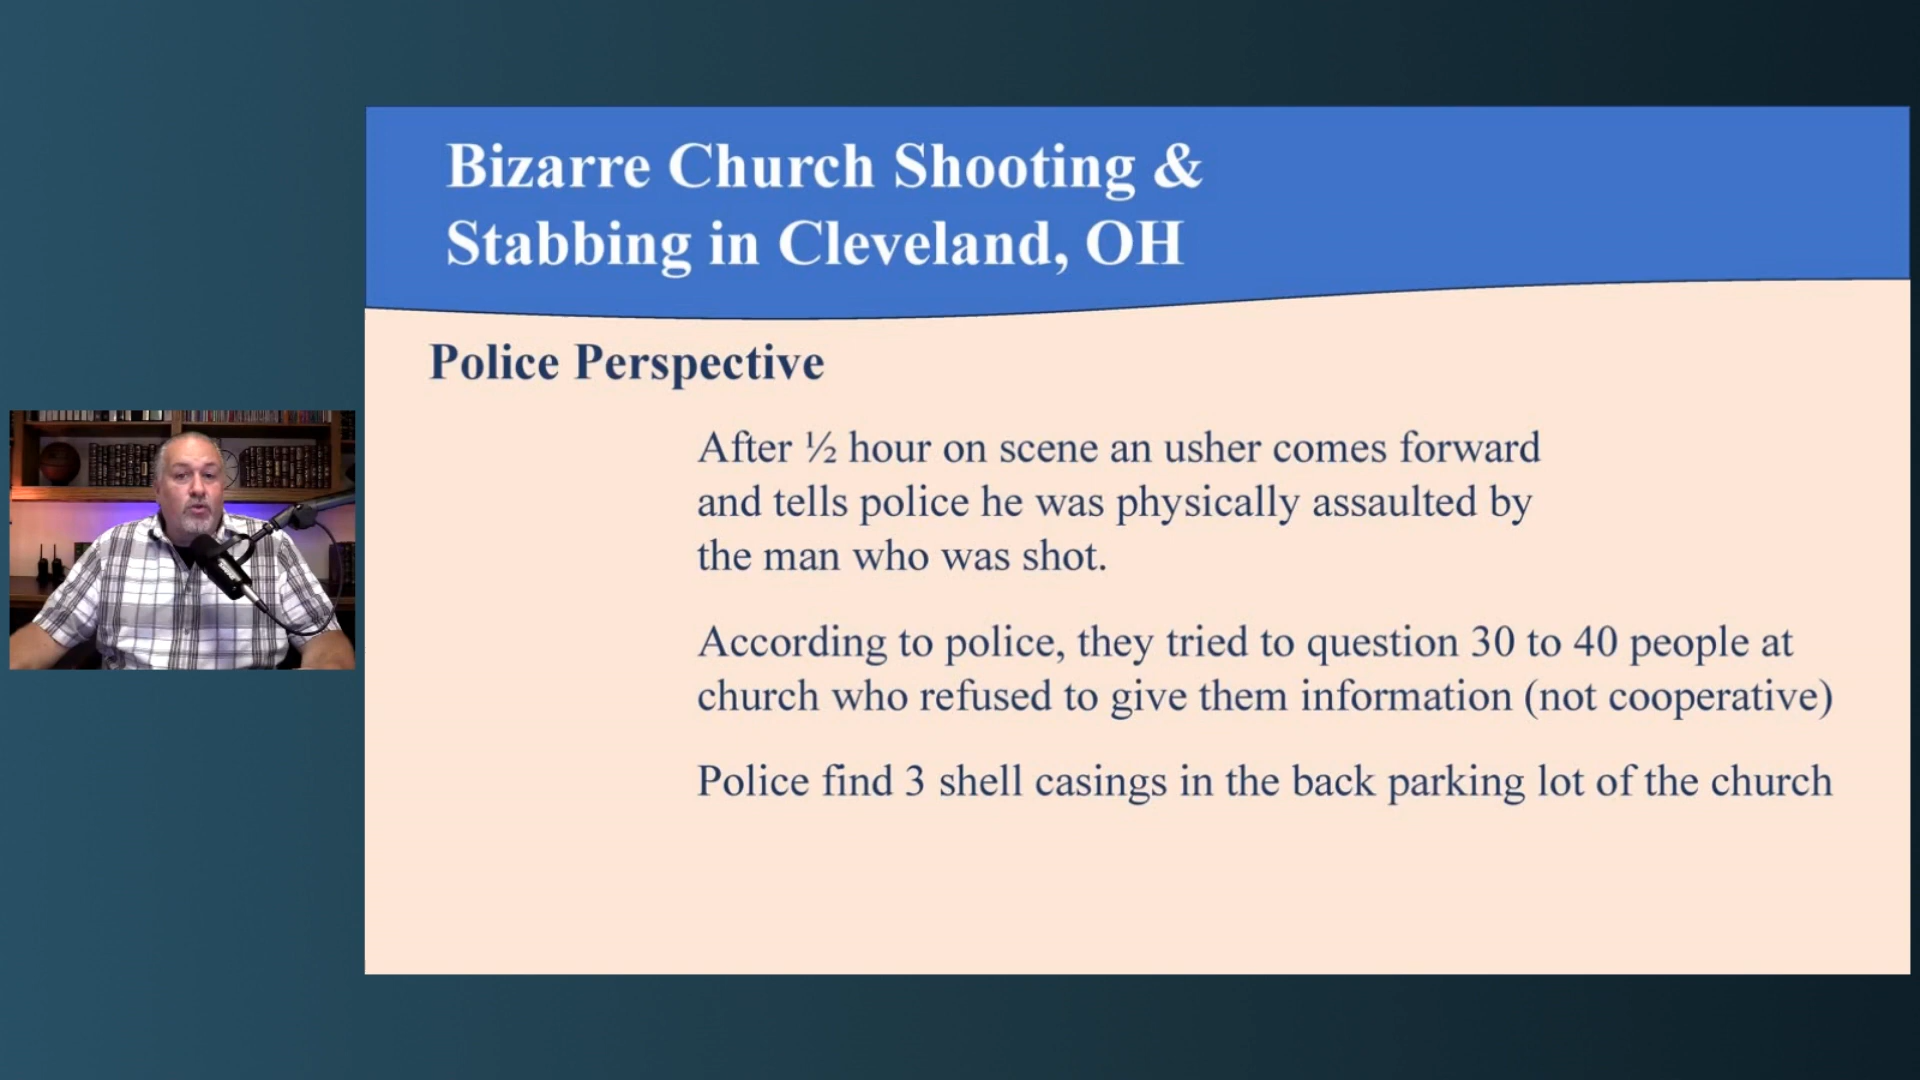 Bizarre Church Shooting &
Stabbing in Cleveland, OH
Police Perspective
After ½ hour on scene an usher comes forward
and tells police he was physically assaulted by
the man who was shot.
According to police, they tried to question 30 to 40 people at
church who refused to give them information (not cooperative)
Police find 3 shell casings in the back parking lot of the church